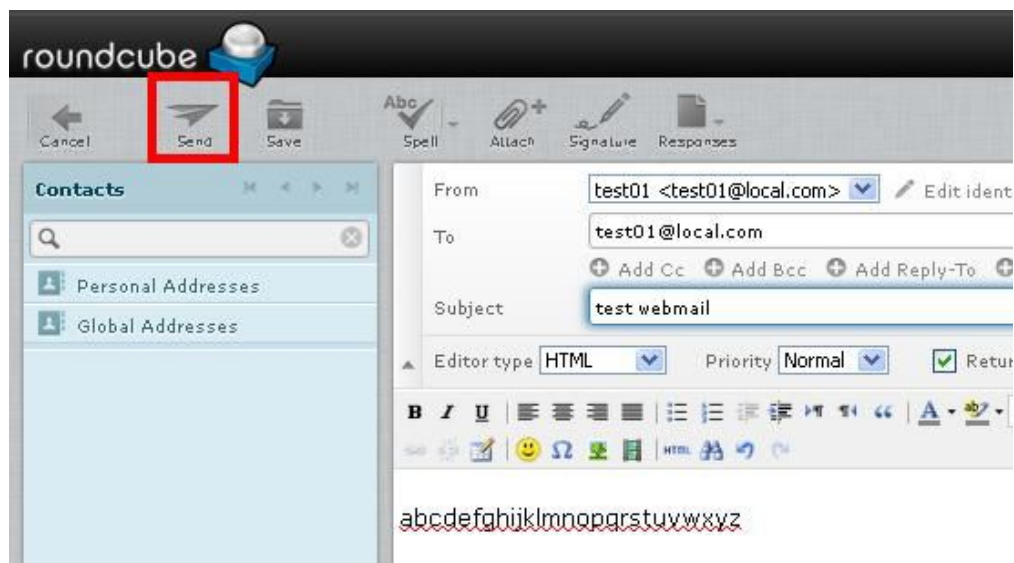 roundcube
Cancel Send Save Abc Spell Attach Signature Responses
Contacts
Personal Addresses
Global Addresses
From test01 <test01@local.com> Edit ident
To test01@local.com
Add Cc Add Bcc Add Reply-To
Subject test webmail
Editor type HTML Priority Normal Retur
B I U A ab
Ω HTML
abcdefghijklmnopqrstuvwxyz